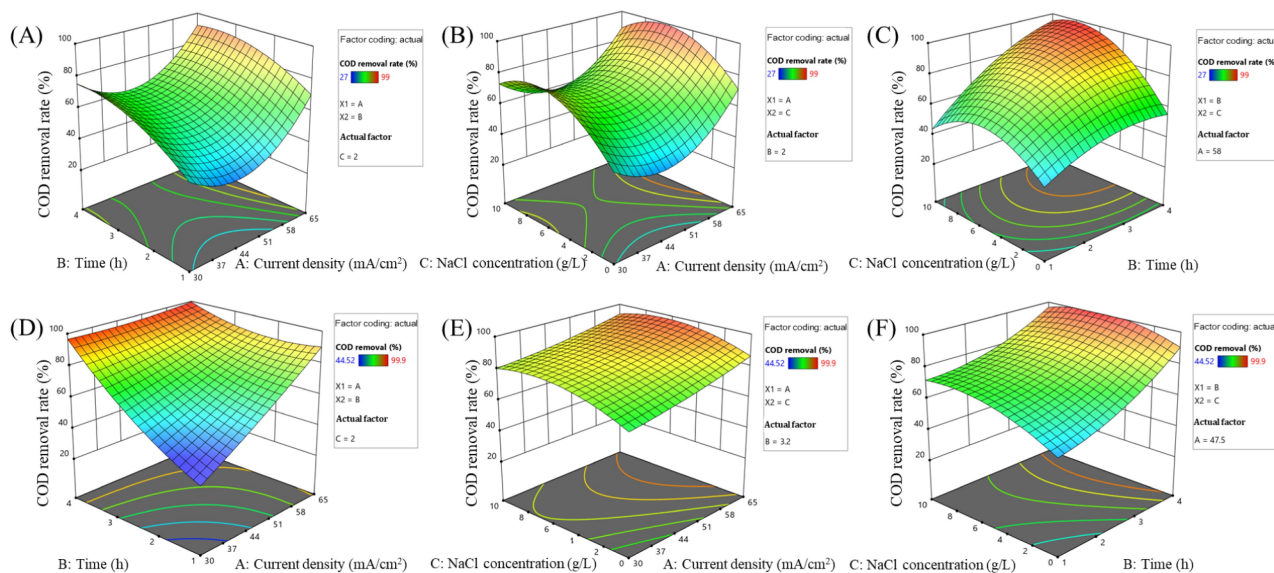 (A)
COD removal rate (%)
100
80
60
40
20
4
3
2
1
30
37
44
51
58
65
B: Time (h)
A: Current density (mA/cm²)
Factor coding: actual
COD removal rate (%)
27 99
X1 = A
X2 = B
Actual factor
C = 2
(B)
COD removal rate (%)
100
80
60
40
20
10
8
6
4
2
0
30
37
44
51
58
65
C: NaCl concentration (g/L)
A: Current density (mA/cm²)
Factor coding: actual
COD removal rate (%)
27 99
X1 = A
X2 = C
Actual factor
B = 2
(C)
COD removal rate (%)
100
80
60
40
20
10
8
6
4
2
0
1
2
3
4
C: NaCl concentration (g/L)
B: Time (h)
Factor coding: actual
COD removal rate (%)
27 99
X1 = B
X2 = C
Actual factor
A = 58
(D)
COD removal rate (%)
100
80
60
40
20
4
3
2
1
30
37
44
51
58
65
B: Time (h)
A: Current density (mA/cm²)
Factor coding: actual
COD removal (%)
44.52 99.9
X1 = A
X2 = B
Actual factor
C = 2
(E)
COD removal rate (%)
100
80
60
40
20
10
8
6
4
2
0
30
37
44
51
58
65
C: NaCl concentration (g/L)
A: Current density (mA/cm²)
Factor coding: actual
COD removal (%)
44.52 99.9
X1 = A
X2 = C
Actual factor
B = 3.2
(F)
COD removal rate (%)
100
80
60
40
20
10
8
6
4
2
0
1
2
3
4
C: NaCl concentration (g/L)
B: Time (h)
Factor coding: actual
COD removal (%)
44.52 99.9
X1 = B
X2 = C
Actual factor
A = 47.5